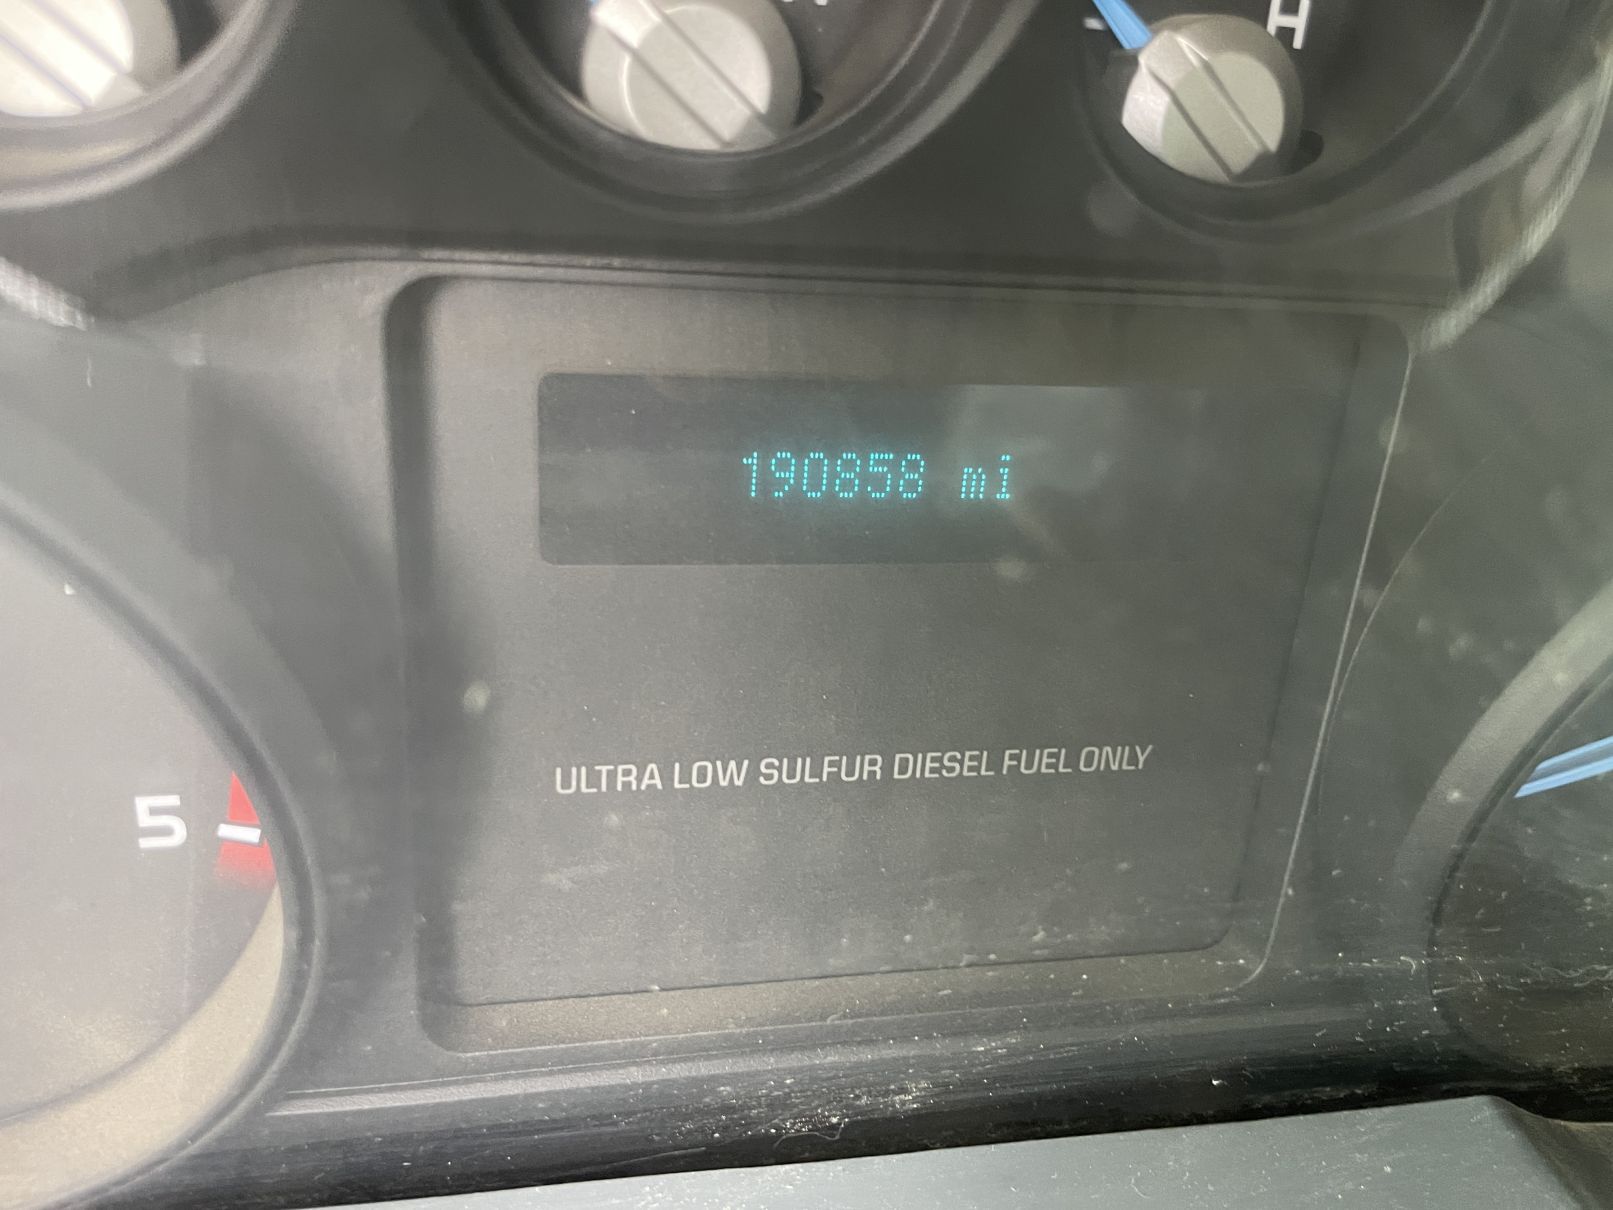 H
190858 mi
ULTRA LOW SULFUR DIESEL FUEL ONLY
5